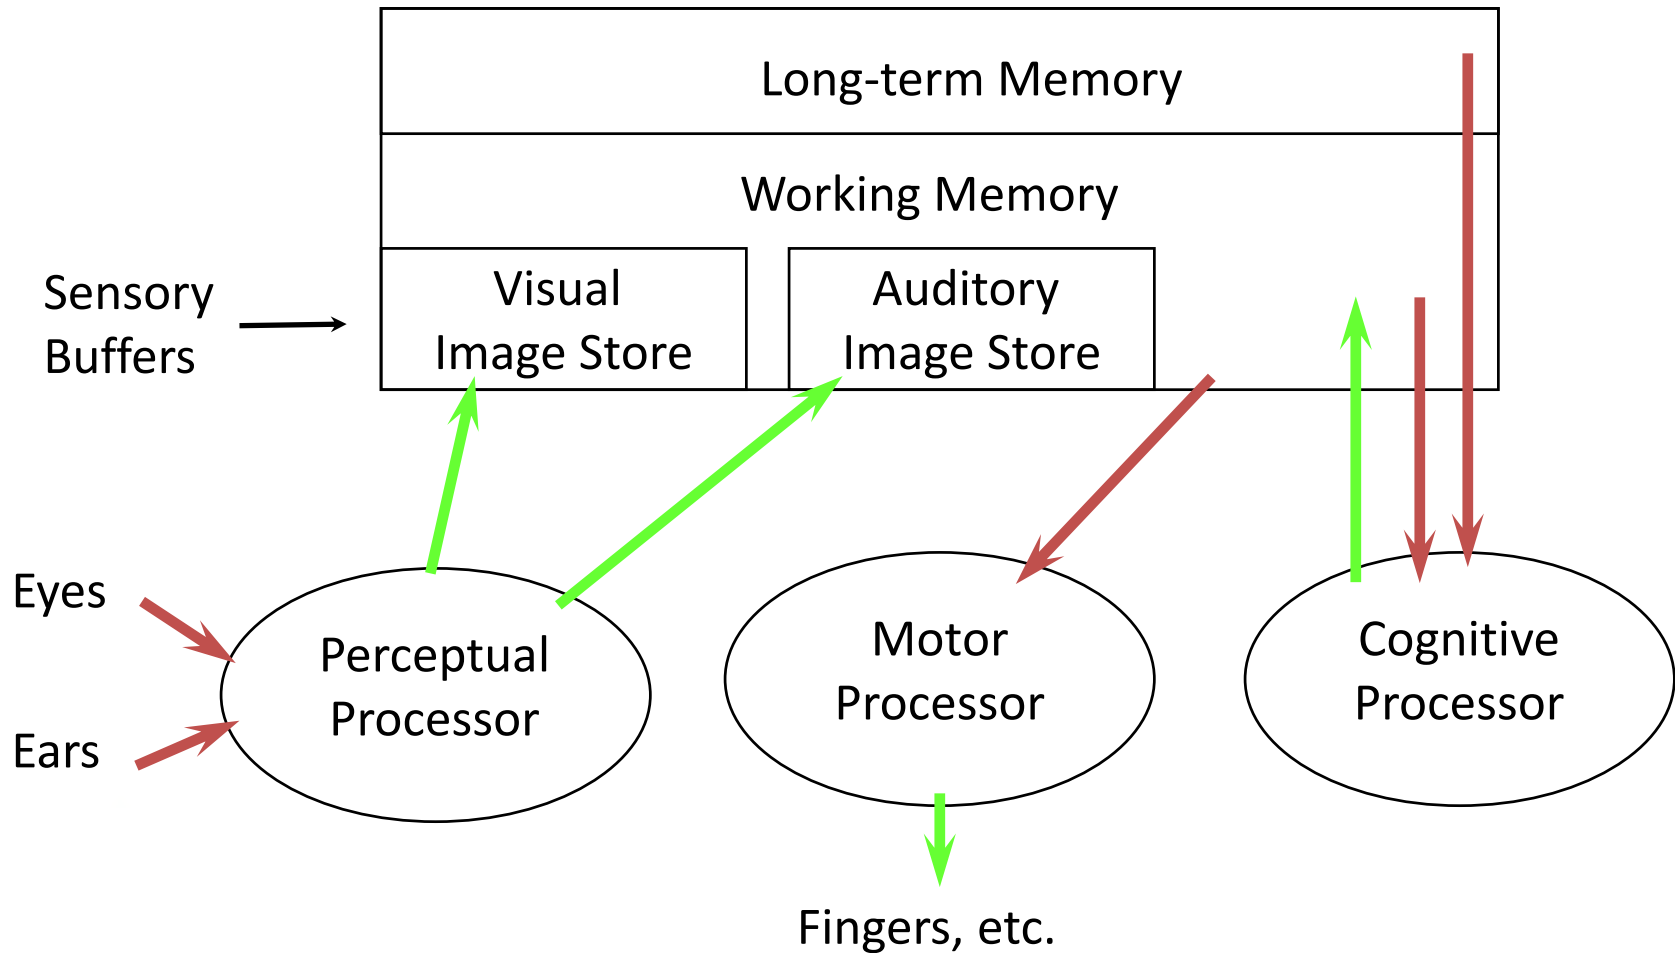 Long-term Memory
Working Memory
Sensory
Buffers
Visual
Image Store
Auditory
Image Store
Eyes
Ears
Perceptual
Processor
Motor
Processor
Cognitive
Processor
Fingers, etc.